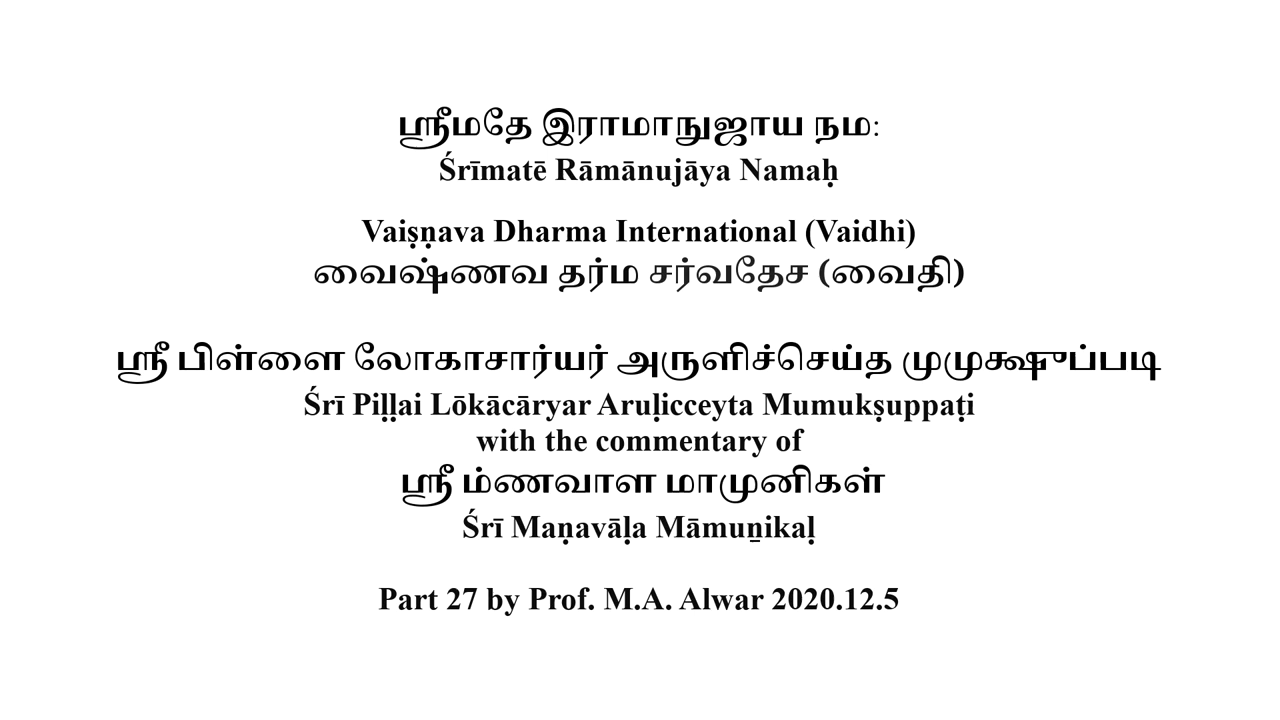 ஸ்ரீமதே இராமாநுஜாய நம:
Śrīmatē Rāmānujāya Namaḥ
Vaiṣṇava Dharma International (Vaidhi)
வைஷ்ணவ தர்ம சர்வதேச (வைதி)
ஸ்ரீ பிள்ளை லோகாசார்யர் அருளிச்செய்த முமுக்ஷுப்படி
Śrī Piḷḷai Lōkācāryar Aruḷicceyta Mumukṣuppaṭi
with the commentary of
ஸ்ரீ ம்ணவாள மாமுனிகள்
Śrī Maṇavāḷa Māmuṉikaḷ
Part 27 by Prof. M.A. Alwar 2020.12.5